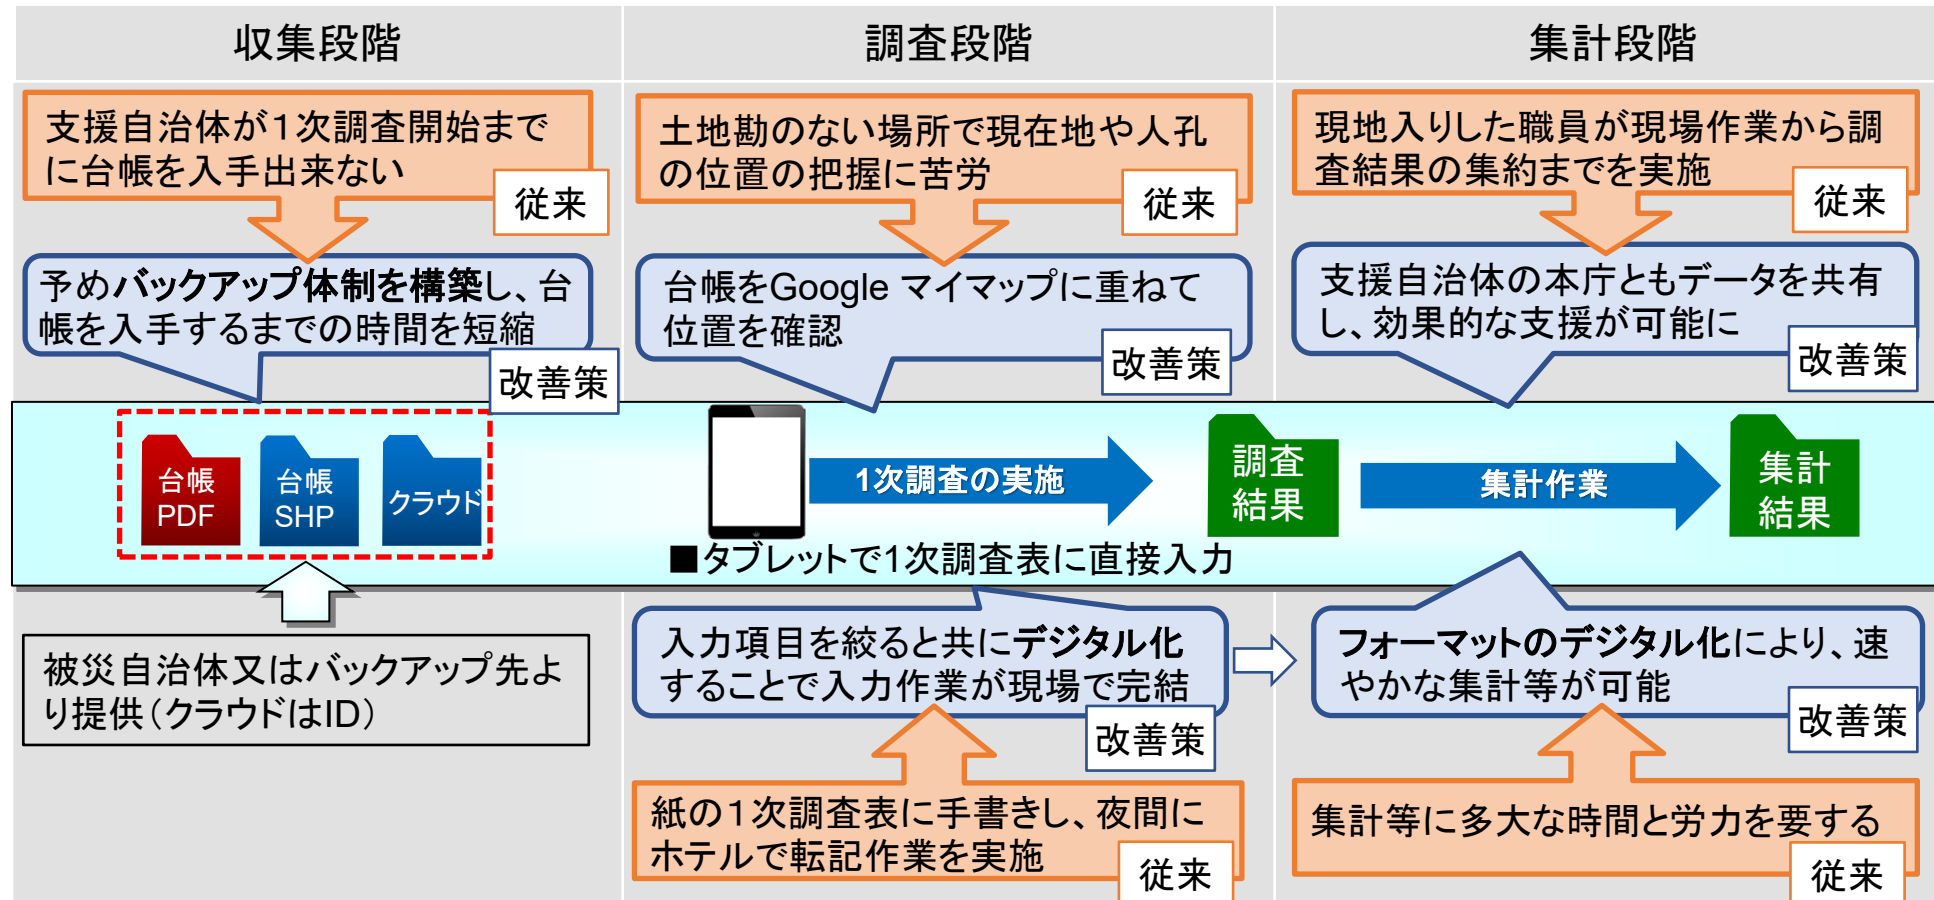 収集段階
調査段階
集計段階
支援自治体が1次調査開始まで
に台帳を入手出来ない
従来
土地勘のない場所で現在地や人孔
の位置の把握に苦労
従来
現地入りした職員が現場作業から調
査結果の集約までを実施
従来
予めバックアップ体制を構築し、台
帳を入手するまでの時間を短縮
改善策
台帳をGoogle マイマップに重ねて
位置を確認
改善策
支援自治体の本庁ともデータを共有
し、効果的な支援が可能に
改善策
台帳
PDF
台帳
SHP
クラウド
1次調査の実施
調査
結果
集計作業
集計
結果
■タブレットで1次調査表に直接入力
被災自治体又はバックアップ先よ
り提供（クラウドはID）
入力項目を絞ると共にデジタル化
することで入力作業が現場で完結
改善策
フォーマットのデジタル化により、速
やかな集計等が可能
改善策
紙の1次調査表に手書きし、夜間に
ホテルで転記作業を実施
従来
集計等に多大な時間と労力を要する
従来